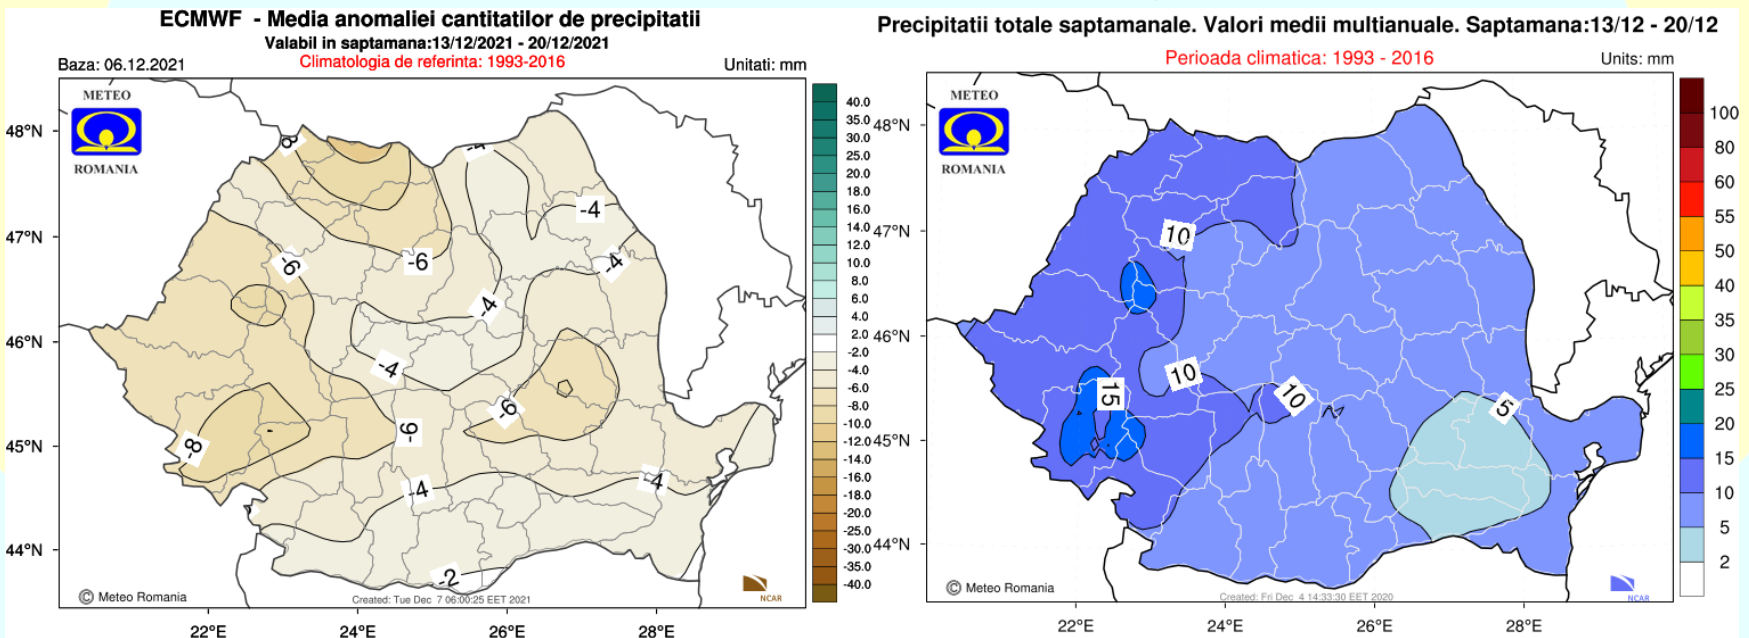 ECMWF - Media anomaliei cantitatilor de precipitatii
Valabil in saptamana:13/12/2021 - 20/12/2021
Baza: 06.12.2021
Climatologia de referinta: 1993-2016
Unitati: mm
METEO
ROMANIA
48°N
47°N
46°N
45°N
44°N
22°E
24°E
26°E
28°E
8
-4
-4
-6
-6
-4
-4
-4
-6
-6
-8
-4
-4
-2
40.0
35.0
30.0
25.0
20.0
18.0
16.0
14.0
12.0
10.0
8.0
6.0
4.0
2.0
-2.0
-4.0
-6.0
-8.0
-10.0
-12.0
-14.0
-16.0
-18.0
-20.0
-25.0
-30.0
-35.0
-40.0
© Meteo Romania
Created: Tue Dec 7 06:00:25 EET 2021
NCAR
Precipitatii totale saptamanale. Valori medii multianuale. Saptamana:13/12 - 20/12
Perioada climatica: 1993 - 2016
Units: mm
METEO
ROMANIA
48°N
47°N
46°N
45°N
44°N
22°E
24°E
26°E
28°E
10
10
15
10
5
100
80
60
55
50
40
35
30
25
20
15
10
5
2
© Meteo Romania
Created: Fri Dec 4 14:33:30 EET 2020
NCAR